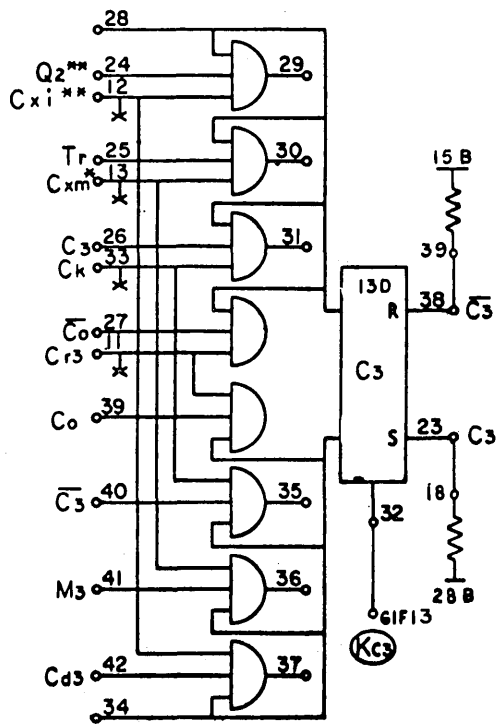 28
Q2** 24
29
Cxi** 12
Tr 25
30
15B
Cxm* 13
C3 26
31
39
Ck 33
13D
R 38 C̅3̅
C̅o̅ 27
Cr3 11
C3
Co 39
S 23 C3
C̅3̅ 40
35
18
32
M3 41
36
28B
61F13
Kc3
Cd3 42
37
34